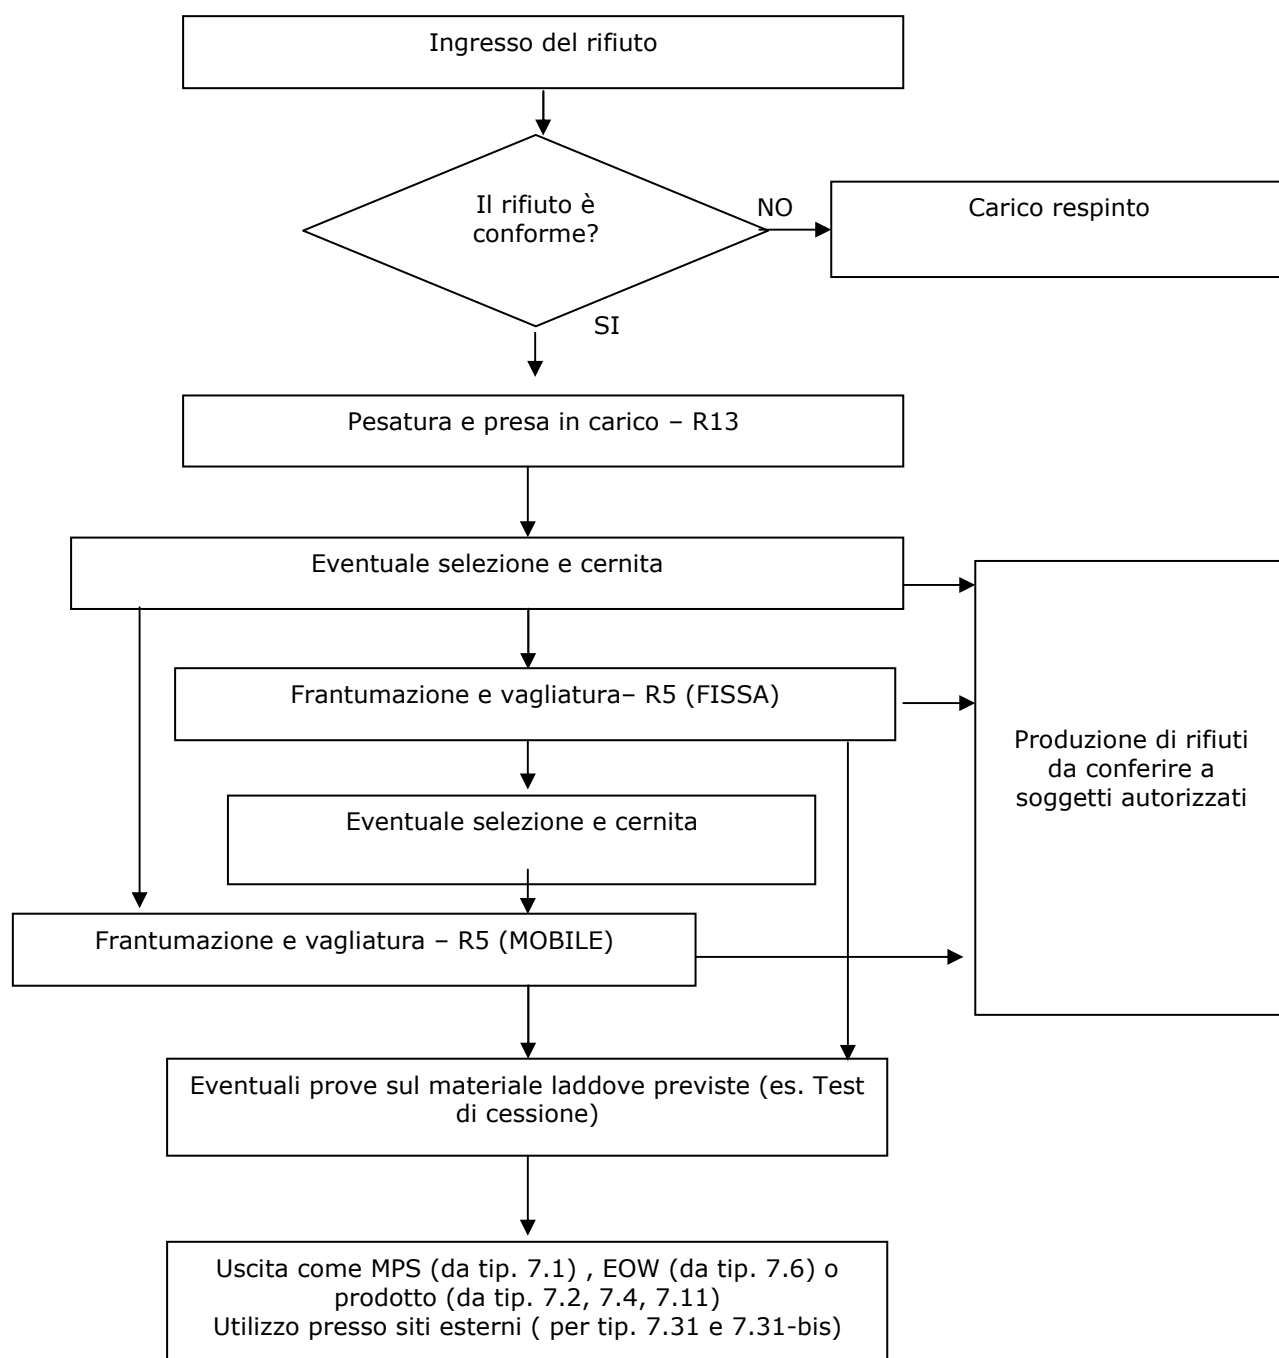 Ingresso del rifiuto
Il rifiuto è
conforme?
NO
Carico respinto
SI
Pesatura e presa in carico – R13
Eventuale selezione e cernita
Frantumazione e vagliatura– R5 (FISSA)
Produzione di rifiuti
da conferire a
soggetti autorizzati
Eventuale selezione e cernita
Frantumazione e vagliatura – R5 (MOBILE)
Eventuali prove sul materiale laddove previste (es. Test
di cessione)
Uscita come MPS (da tip. 7.1) , EOW (da tip. 7.6) o
prodotto (da tip. 7.2, 7.4, 7.11)
Utilizzo presso siti esterni ( per tip. 7.31 e 7.31-bis)